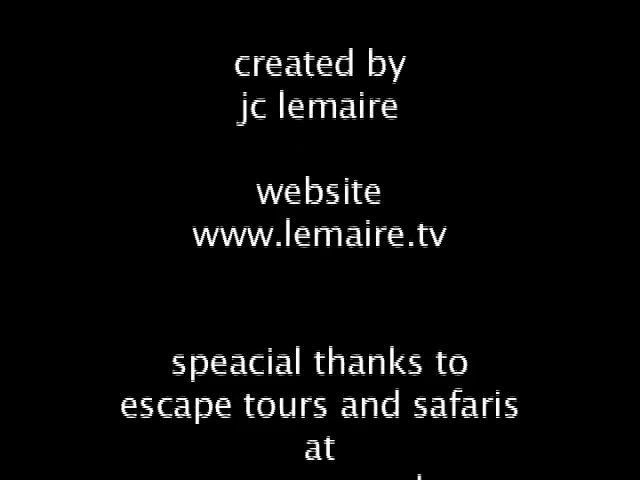 created by
jc lemaire
website
www.lemaire.tv
speacial thanks to
escape tours and safaris
at